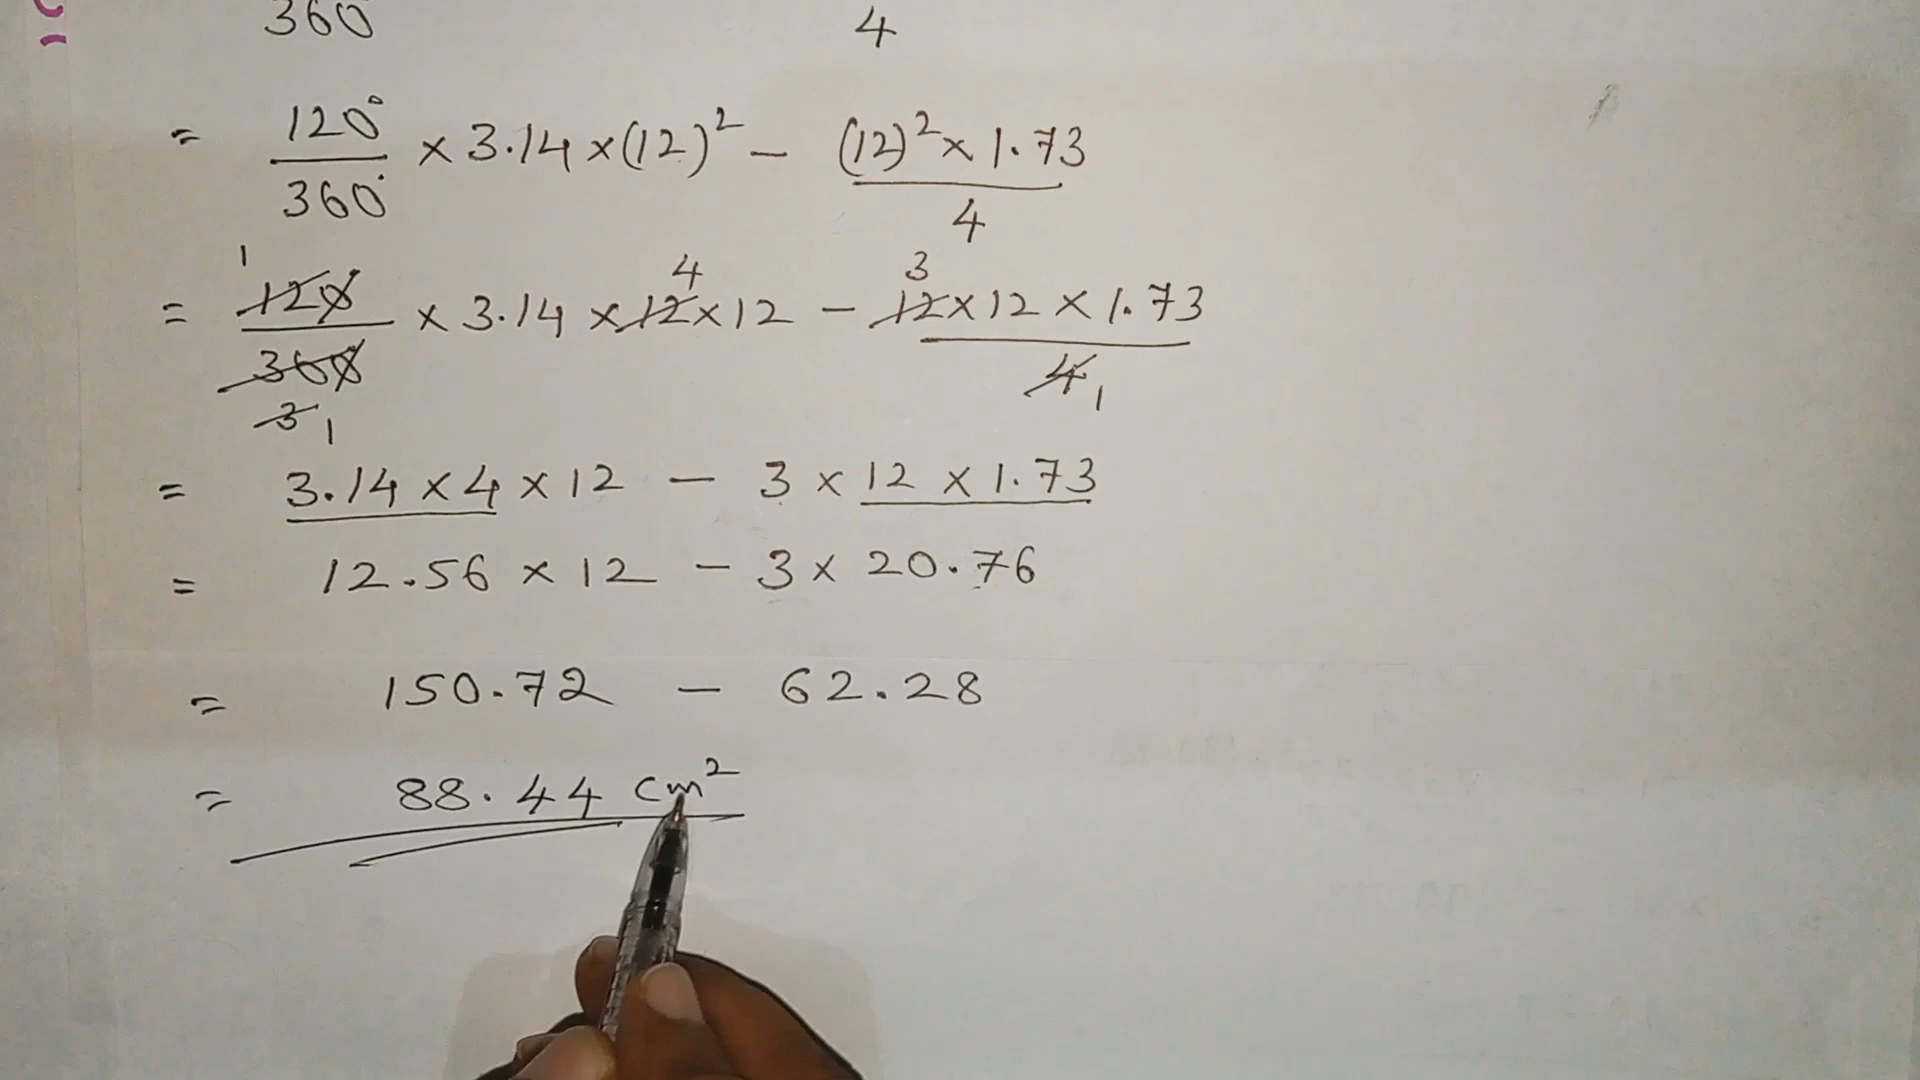 360 4
= 120°/360° × 3.14 × (12)² − (12)² × 1.73/4
= 1 120/360 3 1 × 3.14 × 12 4 × 12 − 3 12 × 12 × 1.73/4 1
= 3.14 × 4 × 12 − 3 × 12 × 1.73
= 12.56 × 12 − 3 × 20.76
= 150.72 − 62.28
= 88.44 cm²